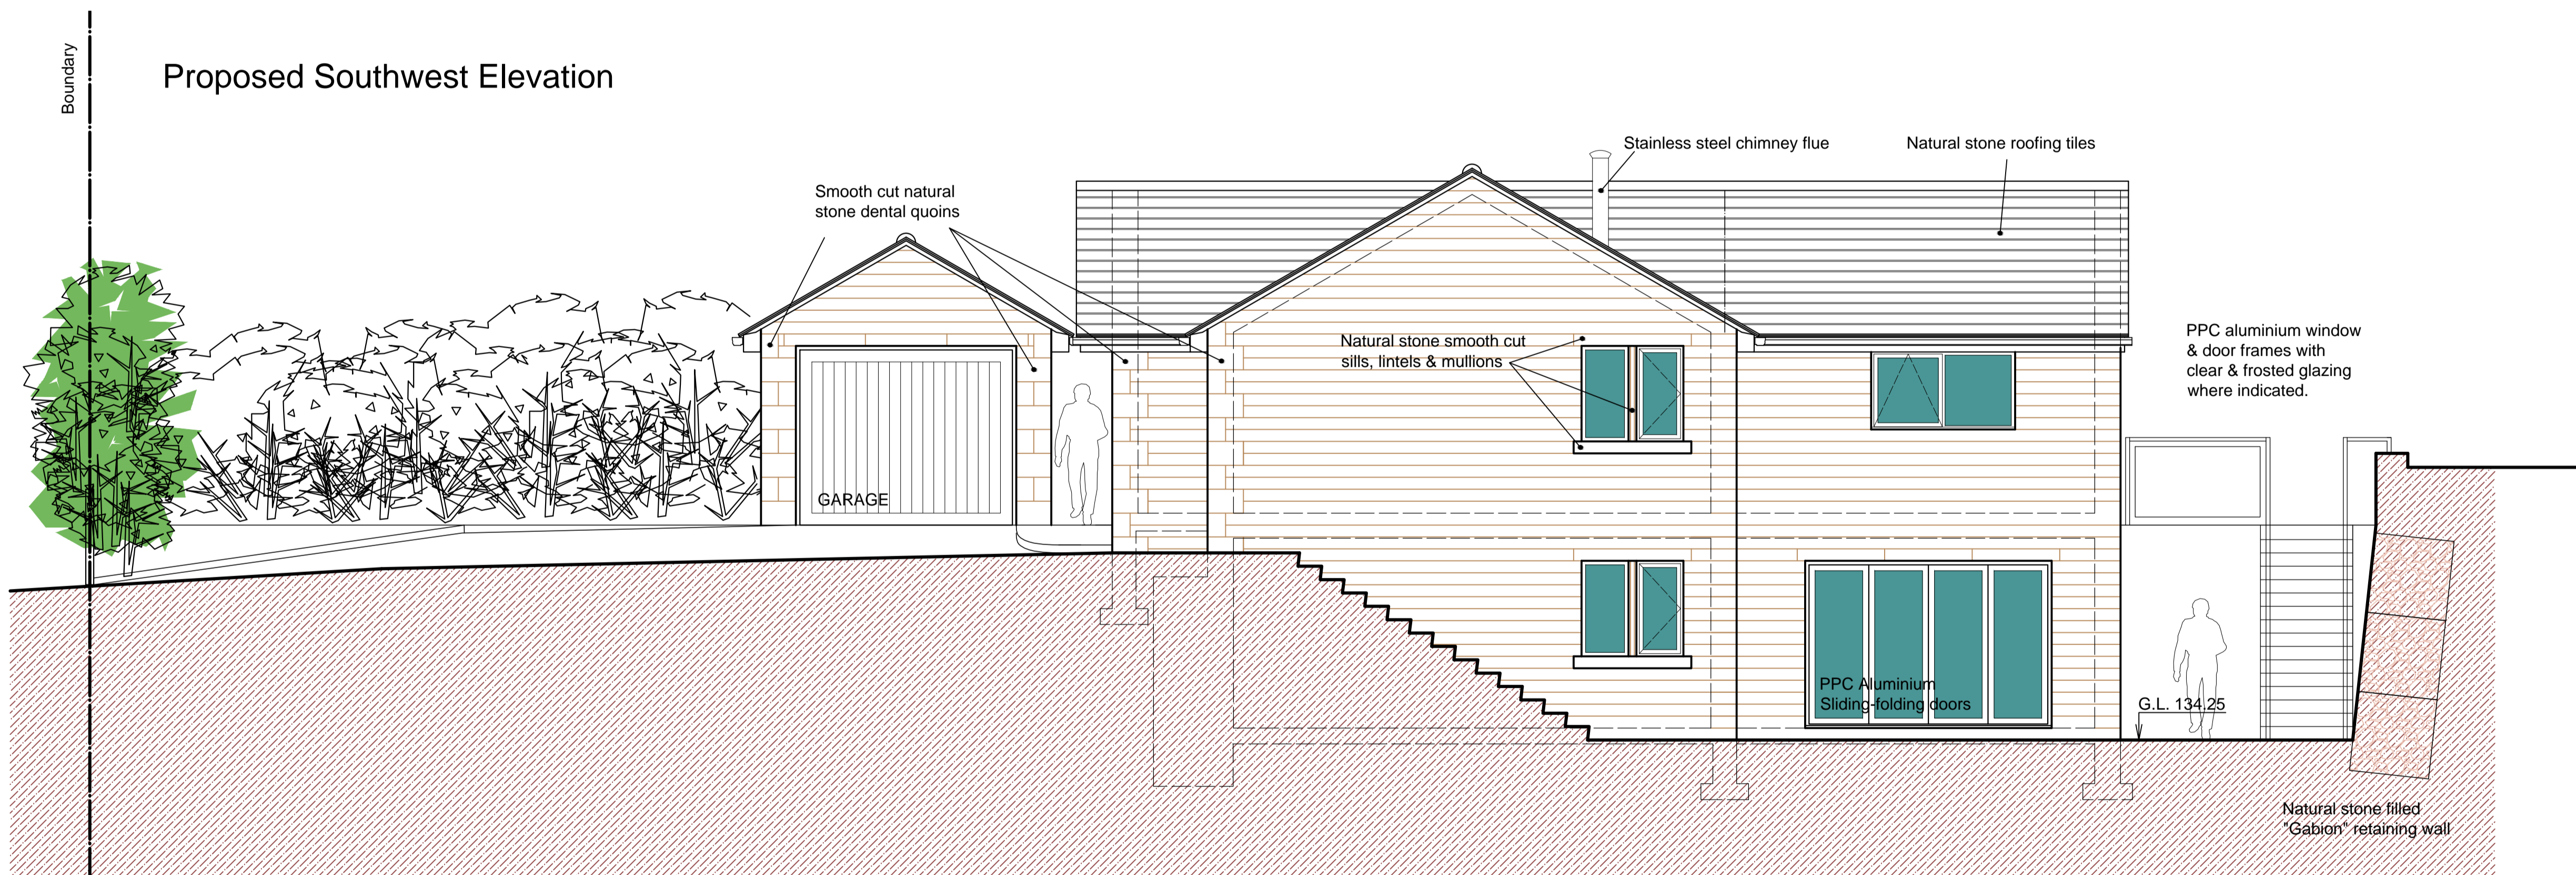 Boundary
Proposed Southwest Elevation
Stainless steel chimney flue
Natural stone roofing tiles
Smooth cut natural
stone dental quoins
Natural stone smooth cut
sills, lintels & mullions
PPC aluminium window
& door frames with
clear & frosted glazing
where indicated.
GARAGE
PPC Aluminium
Sliding-folding doors
G.L. 134.25
Natural stone filled
"Gabion" retaining wall